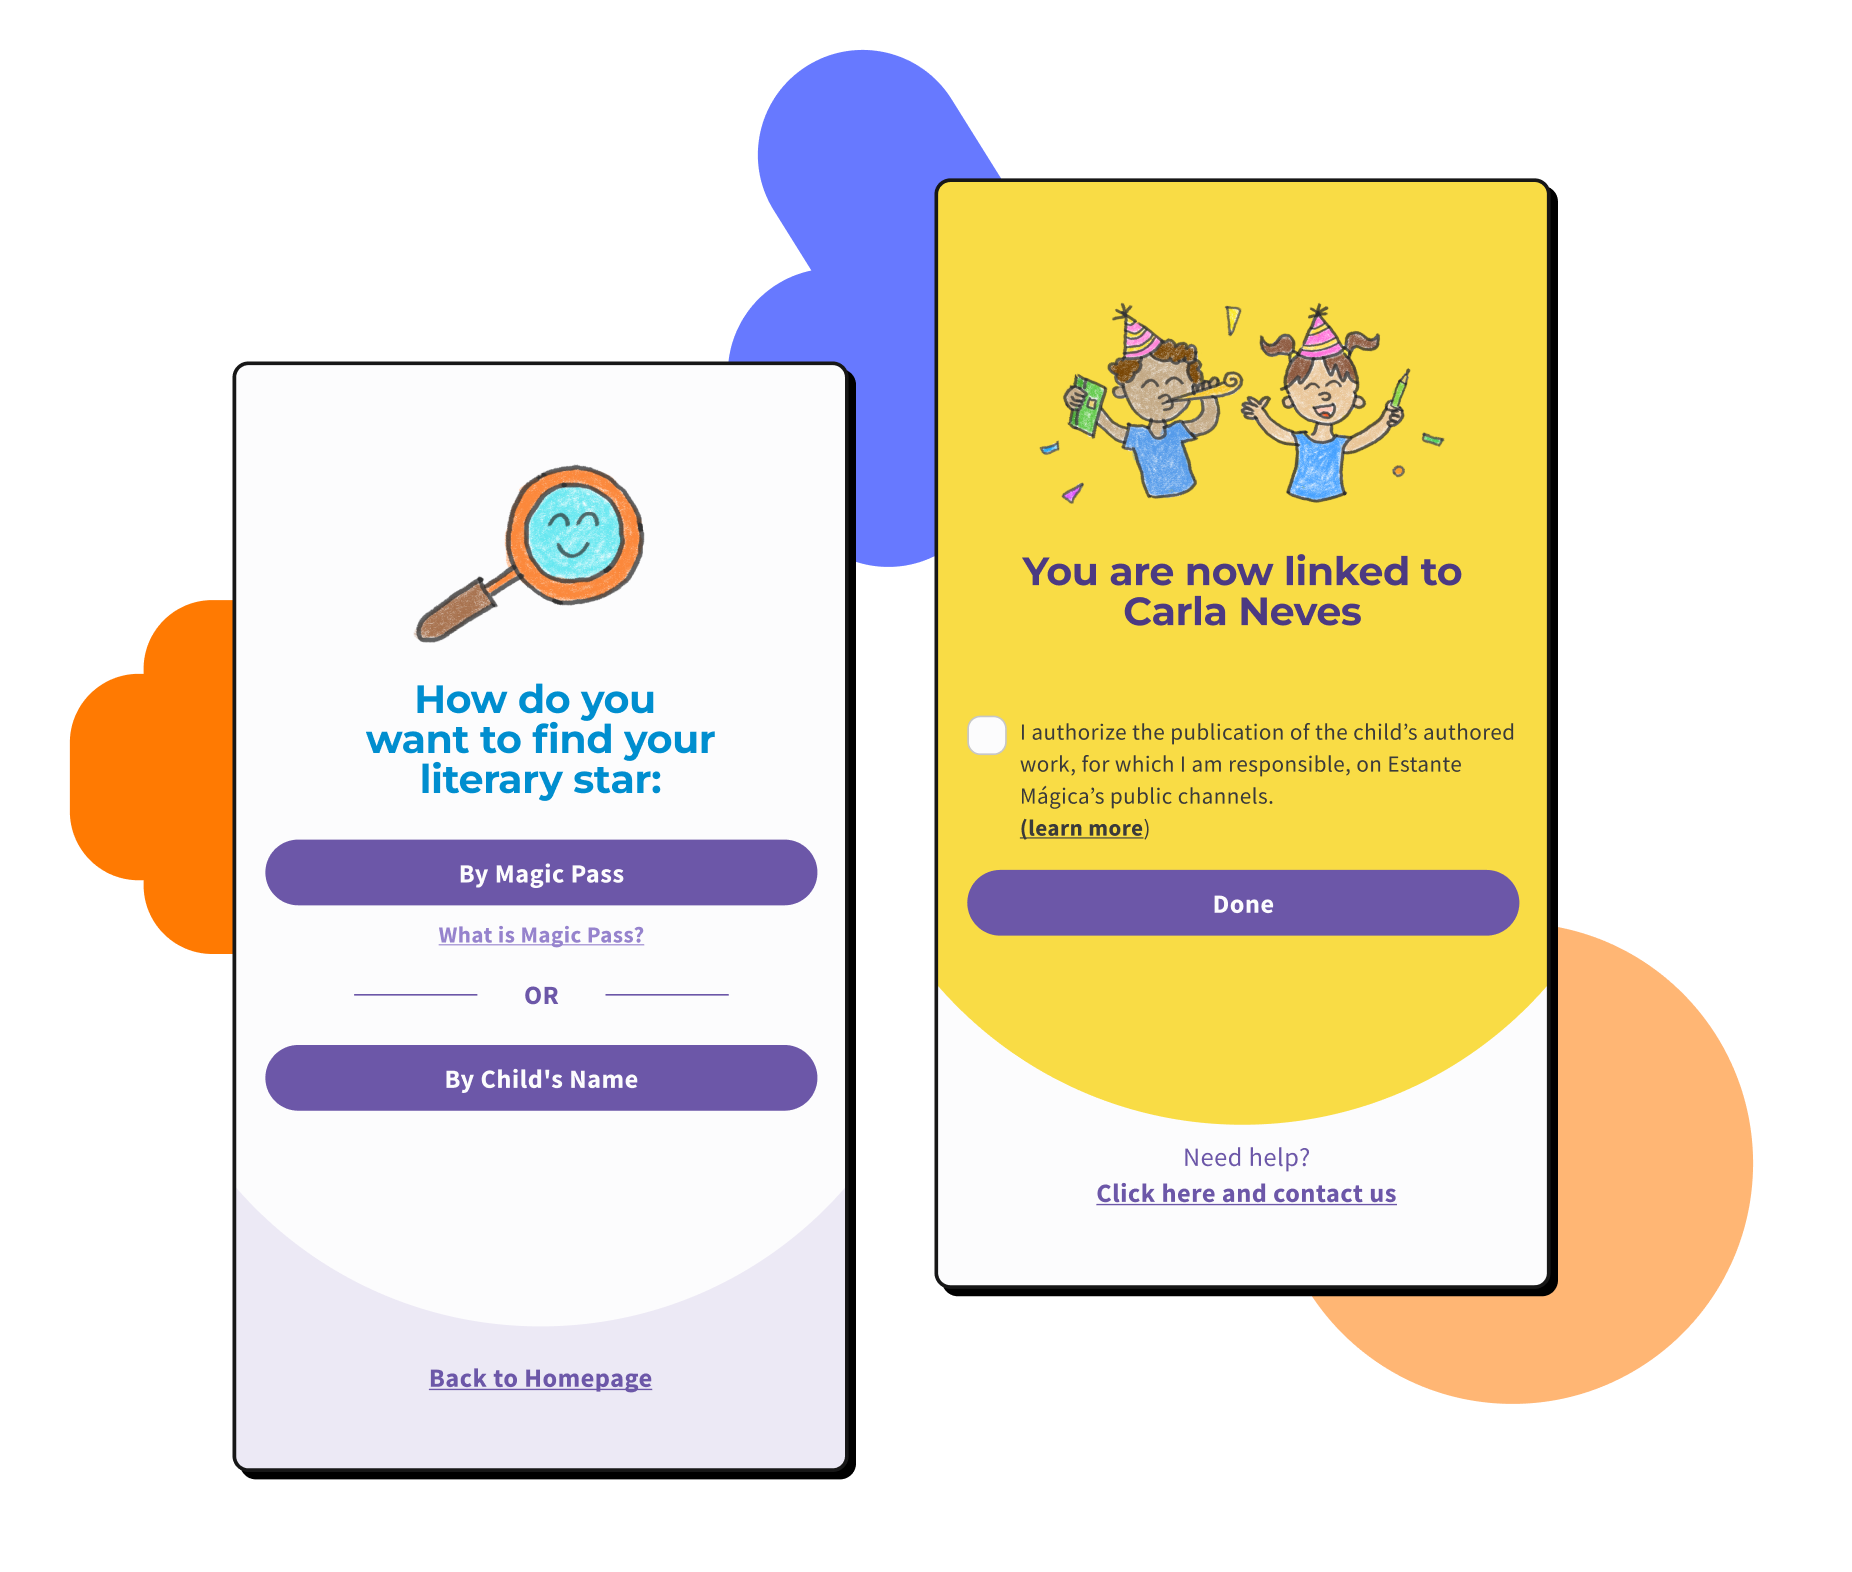 How do you
want to find your
literary star:
By Magic Pass
What is Magic Pass?
OR
By Child's Name
Back to Homepage
You are now linked to
Carla Neves
I authorize the publication of the child’s authored
work, for which I am responsible, on Estante
Mágica’s public channels.
(learn more)
Done
Need help?
Click here and contact us